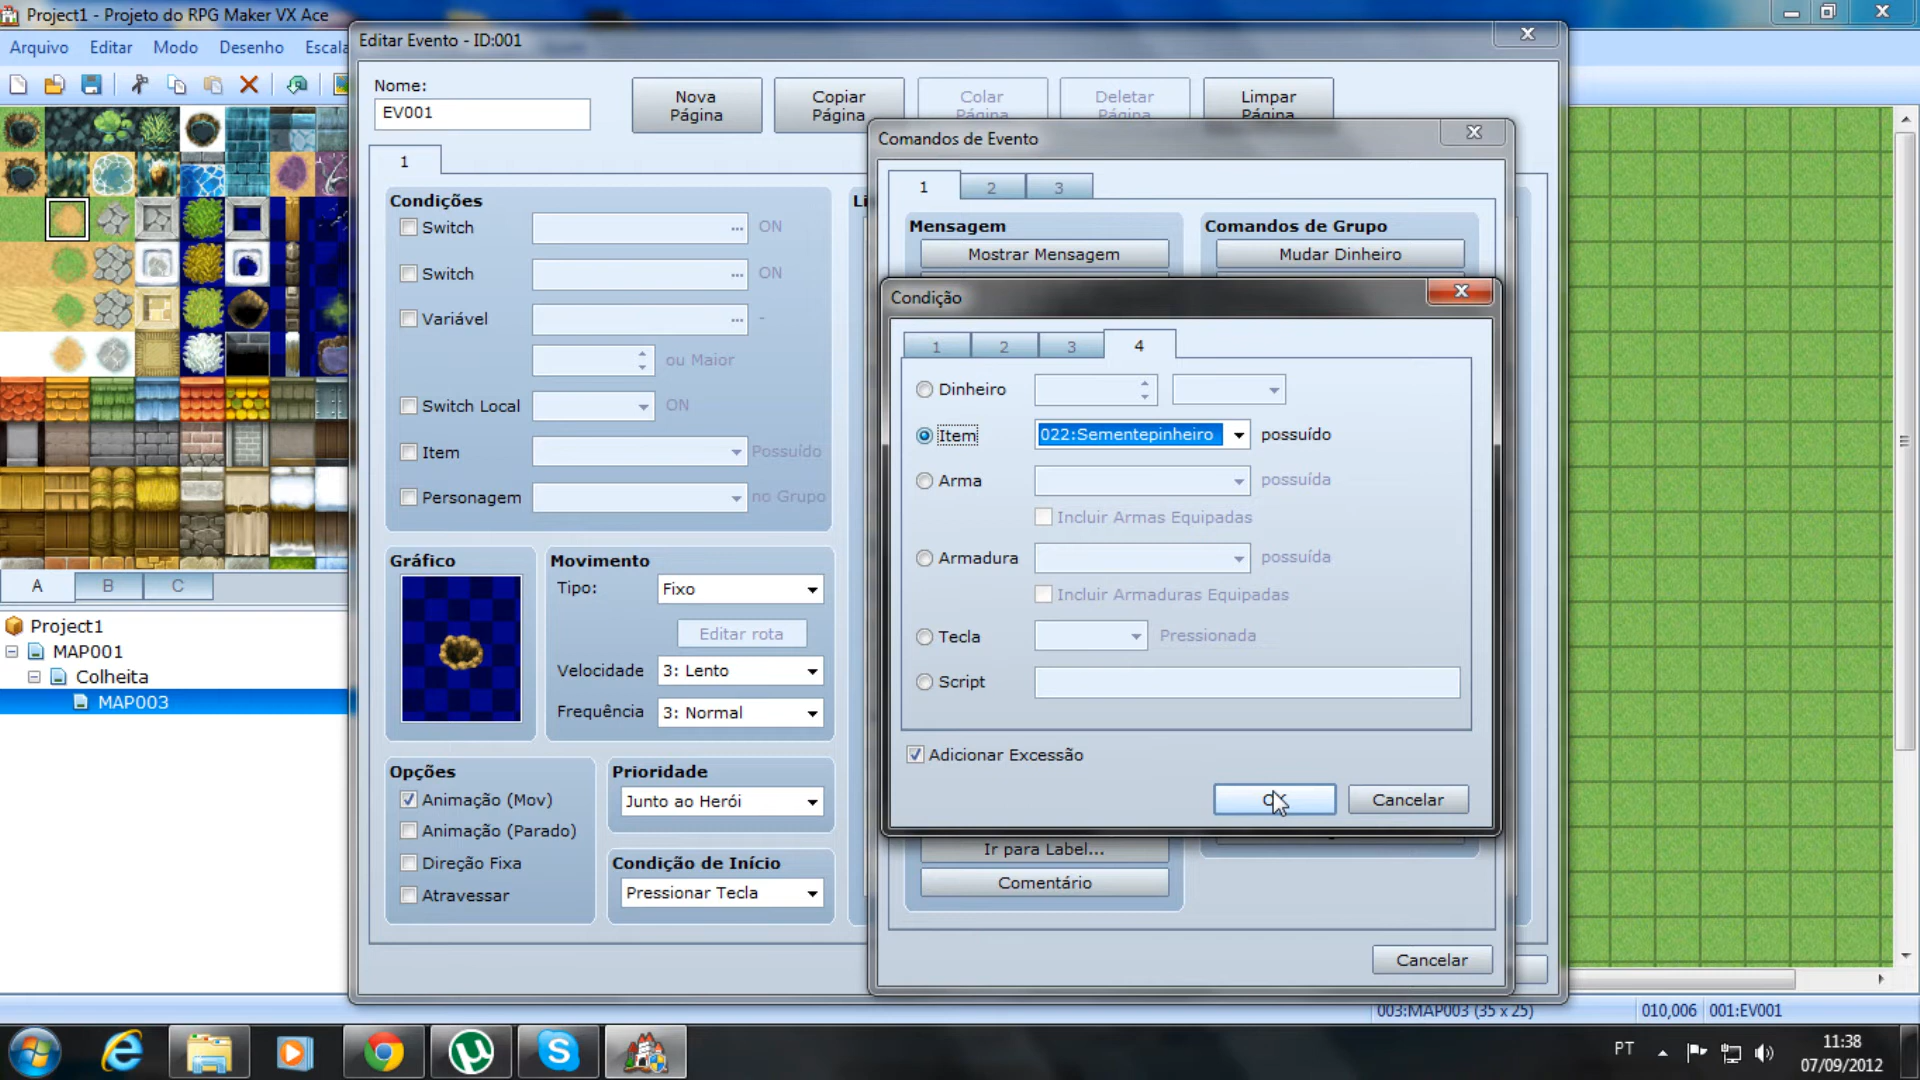 Project1 - Projeto do RPG Maker VX Ace
Arquivo Editar Modo Desenho Escala
Editar Evento - ID:001
Nome:
EV001
Nova Página
Copiar Página
Colar Página
Deletar Página
Limpar Página
1
Condições
Switch ... ON
Switch ... ON
Variável ... -
ou Maior
Switch Local ON
Item Possuído
Personagem no Grupo
Gráfico
Movimento
Tipo: Fixo
Editar rota
Velocidade 3: Lento
Frequência 3: Normal
Opções
Animação (Mov)
Animação (Parado)
Direção Fixa
Atravessar
Prioridade
Junto ao Herói
Condição de Início
Pressionar Tecla
Li
Comandos de Evento
1 2 3
Mensagem
Mostrar Mensagem
Comandos de Grupo
Mudar Dinheiro
Condição
1 2 3 4
Dinheiro
Item 022:Sementepinheiro possuído
Arma possuída
Incluir Armas Equipadas
Armadura possuída
Incluir Armaduras Equipadas
Tecla Pressionada
Script
Adicionar Excessão
Cancelar
Ir para Label...
Comentário
Cancelar
A B C
Project1
MAP001
Colheita
MAP003
003:MAP003 (35 x 25) 010,006 001:EV001
PT
11:38
07/09/2012